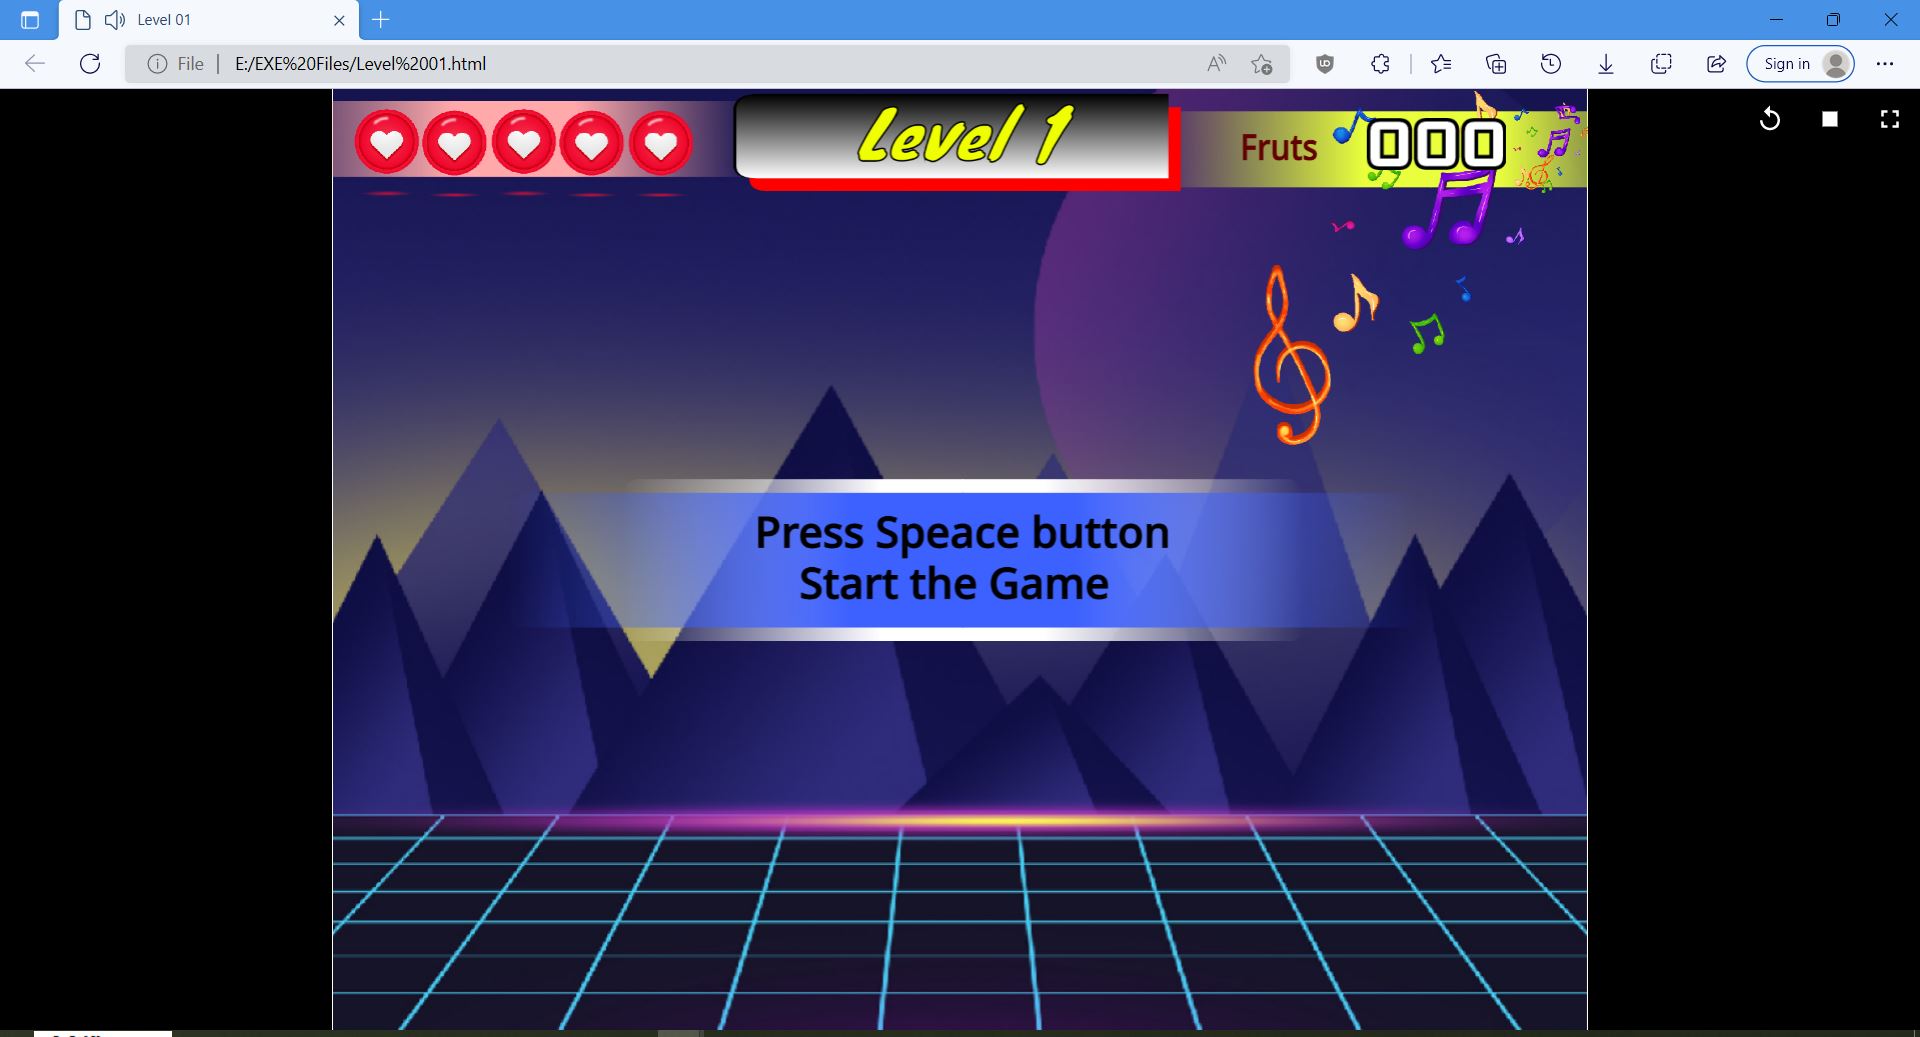 Level 01
File
E:/EXE%20Files/Level%2001.html
Sign in
Level 1
Fruts 000
Press Speace button
Start the Game